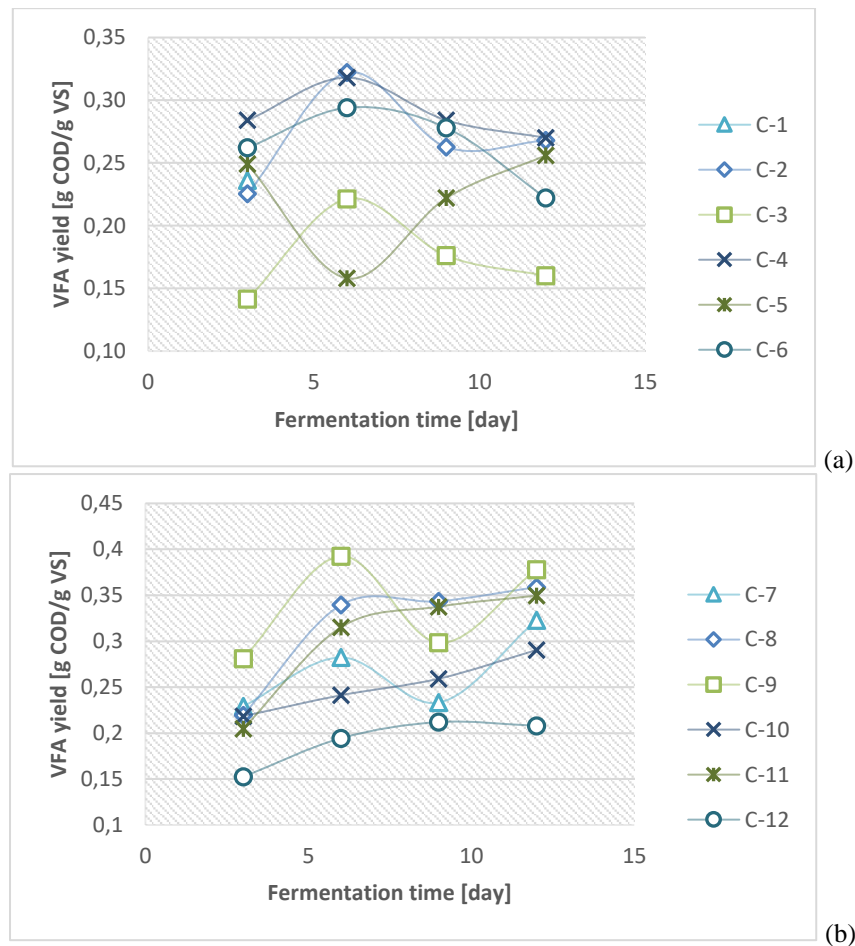 0,35
0,30
0,25
0,20
0,15
0,10
VFA yield [g COD/g VS]
0 5 10 15
Fermentation time [day]
C-1
C-2
C-3
C-4
C-5
C-6
(a)
0,45
0,4
0,35
0,3
0,25
0,2
0,15
0,1
VFA yield [g COD/g VS]
0 5 10 15
Fermentation time [day]
C-7
C-8
C-9
C-10
C-11
C-12
(b)